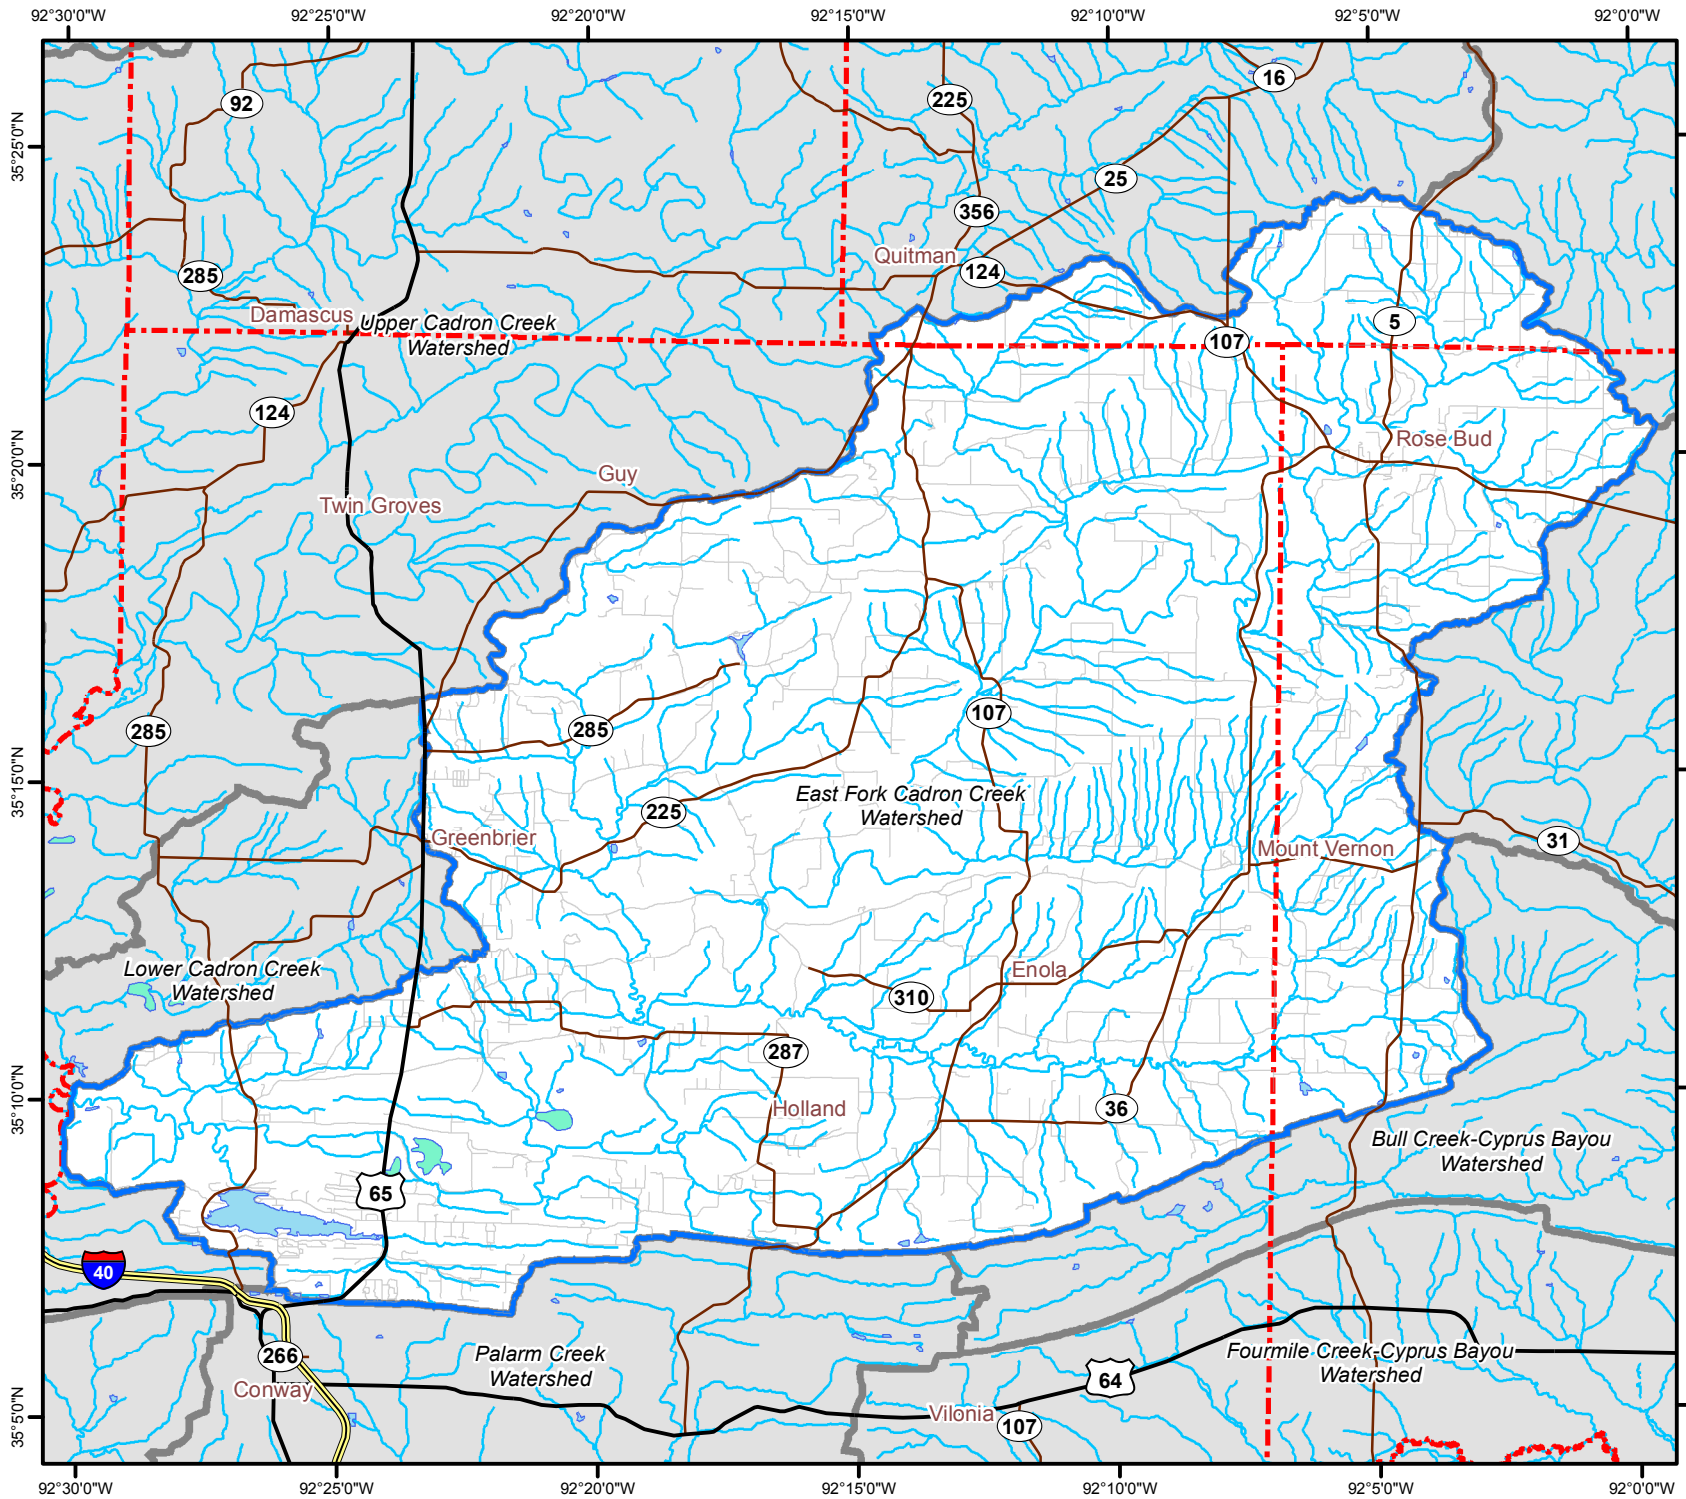 92°30'0"W
92°25'0"W
92°20'0"W
92°15'0"W
92°10'0"W
92°5'0"W
92°0'0"W
16
92
225
35°25'0"N
25
356
Quitman
285
124
Damascus
Upper Cadron Creek
Watershed
5
107
124
Rose Bud
35°20'0"N
Guy
Twin Groves
285
285
107
35°15'0"N
East Fork Cadron Creek
Watershed
225
Greenbrier
Mount Vernon
31
Lower Cadron Creek
Watershed
Enola
310
287
35°10'0"N
Holland
36
Bull Creek-Cyprus Bayou
Watershed
65
40
266
Palarm Creek
Watershed
Fourmile Creek-Cyprus Bayou
Watershed
64
Conway
Vilonia
107
35°5'0"N
92°30'0"W
92°25'0"W
92°20'0"W
92°15'0"W
92°10'0"W
92°5'0"W
92°0'0"W